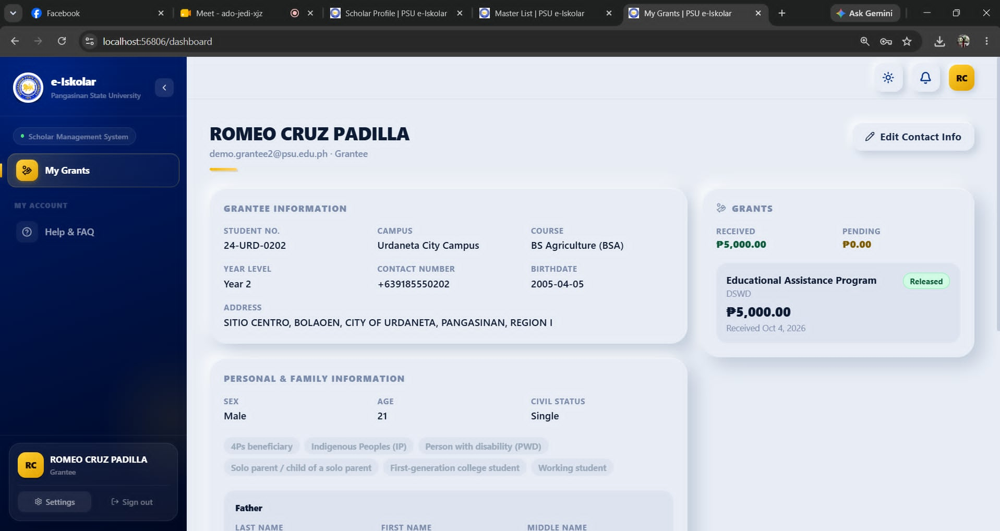 Facebook
Meet - ado-jedi-xjz
Scholar Profile | PSU e-Iskolar
Master List | PSU e-Iskolar
My Grants | PSU e-Iskolar
Ask Gemini
localhost:56806/dashboard
e-Iskolar
Pangasinan State University
Scholar Management System
My Grants
MY ACCOUNT
Help & FAQ
ROMEO CRUZ PADILLA
Grantee
RC
Settings
Sign out
RC
ROMEO CRUZ PADILLA
demo.grantee2@psu.edu.ph · Grantee
Edit Contact Info
GRANTEE INFORMATION
STUDENT NO.
24-URD-0202
CAMPUS
Urdaneta City Campus
COURSE
BS Agriculture (BSA)
YEAR LEVEL
Year 2
CONTACT NUMBER
+639185550202
BIRTHDATE
2005-04-05
ADDRESS
SITIO CENTRO, BOLAOEN, CITY OF URDANETA, PANGASINAN, REGION I
GRANTS
RECEIVED
₱5,000.00
PENDING
₱0.00
Educational Assistance Program
Released
DSWD
₱5,000.00
Received Oct 4, 2026
PERSONAL & FAMILY INFORMATION
SEX
Male
AGE
21
CIVIL STATUS
Single
4Ps beneficiary
Indigenous Peoples (IP)
Person with disability (PWD)
Solo parent / child of a solo parent
First-generation college student
Working student
Father
LAST NAME
FIRST NAME
MIDDLE NAME